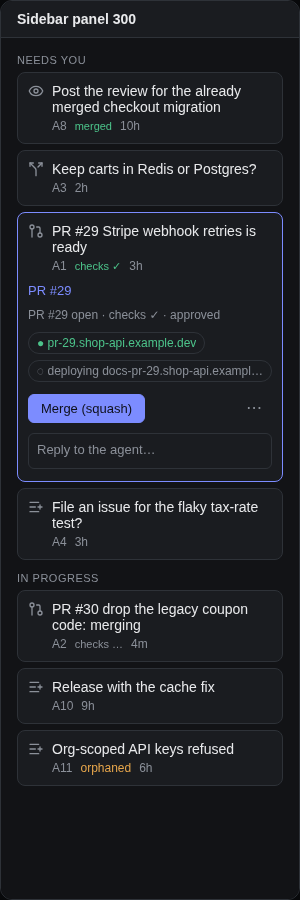 Sidebar panel 300
NEEDS YOU
Post the review for the already
merged checkout migration
A8 merged 10h
Keep carts in Redis or Postgres?
A3 2h
PR #29 Stripe webhook retries is
ready
A1 checks ✓ 3h
PR #29
PR #29 open · checks ✓ · approved
● pr-29.shop-api.example.dev
○ deploying docs-pr-29.shop-api.exampl…
Merge (squash) ···
Reply to the agent…
File an issue for the flaky tax-rate
test?
A4 3h
IN PROGRESS
PR #30 drop the legacy coupon
code: merging
A2 checks … 4m
Release with the cache fix
A10 9h
Org-scoped API keys refused
A11 orphaned 6h